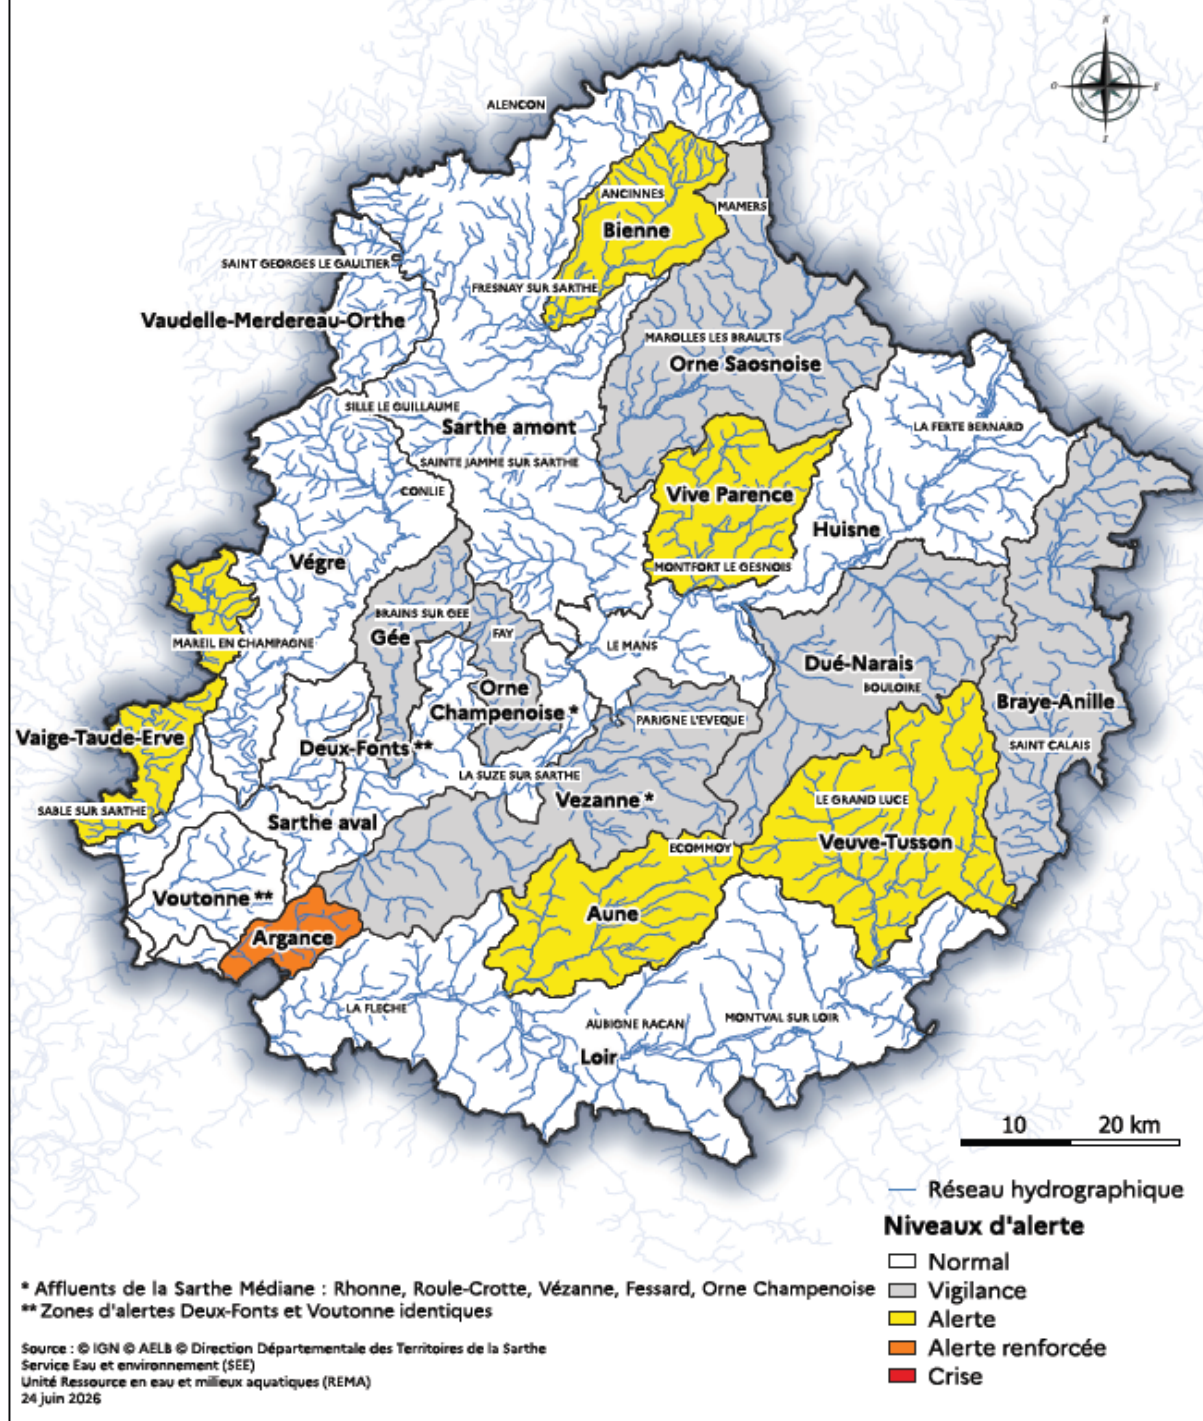 N
O
E
S
ALENCON
ANCINNES
MAMERS
Bienne
SAINT GEORGES LE GAULTIER
FRESNAY SUR SARTHE
Vaudelle-Merdereau-Orthe
MAROLLES LES BRAULTS
Orne Saosnoise
SILLE LE GUILLAUME
Sarthe amont
LA FERTE BERNARD
SAINTE JAMME SUR SARTHE
CONLIE
Vive Parence
Huisne
Végre
MONTFORT LE GESNOIS
BRAINS SUR GEE
Gée
FAY
MAREIL EN CHAMPAGNE
LE MANS
Dué-Narais
BOULOIRE
Orne
Champenoise *
Braye-Anille
PARIGNE L'EVEQUE
Vaige-Taude-Erve
Deux-Fonts **
SAINT CALAIS
LA SUZE SUR SARTHE
Vezanne *
LE GRAND LUCE
SABLE SUR SARTHE
Sarthe aval
Veuve-Tusson
ECOMMOY
Voutonne **
Aune
Argance
LA FLECHE
AUBIGNE RACAN
MONTVAL SUR LOIR
Loir
10 20 km
Réseau hydrographique
Niveaux d'alerte
Normal
Vigilance
Alerte
Alerte renforcée
Crise
* Affluents de la Sarthe Médiane : Rhonne, Roule-Crotte, Vézanne, Fessard, Orne Champenoise
** Zones d'alertes Deux-Fonts et Voutonne identiques
Source : © IGN © AELB © Direction Départementale des Territoires de la Sarthe
Service Eau et environnement (SEE)
Unité Ressource en eau et milieux aquatiques (REMA)
24 juin 2026